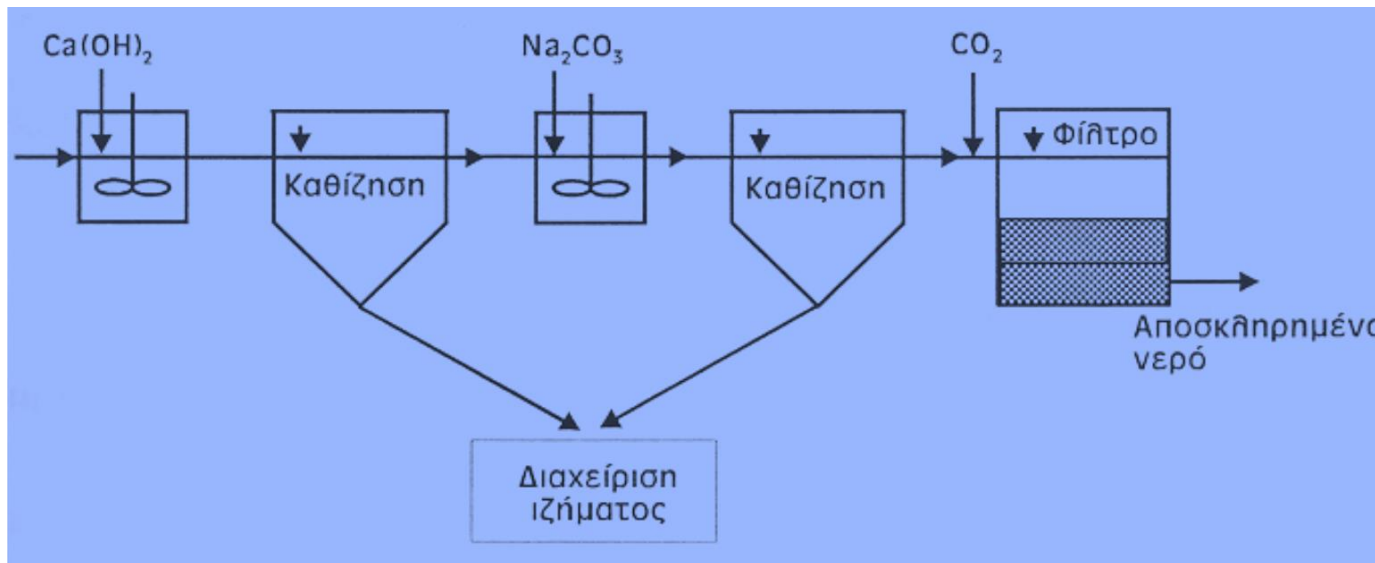 Ca(OH)₂
Na₂CO₃
CO₂
Καθίζηση
Καθίζηση
Φίλτρο
Αποσκληρημένο
νερό
Διαχείριση
ιζήματος